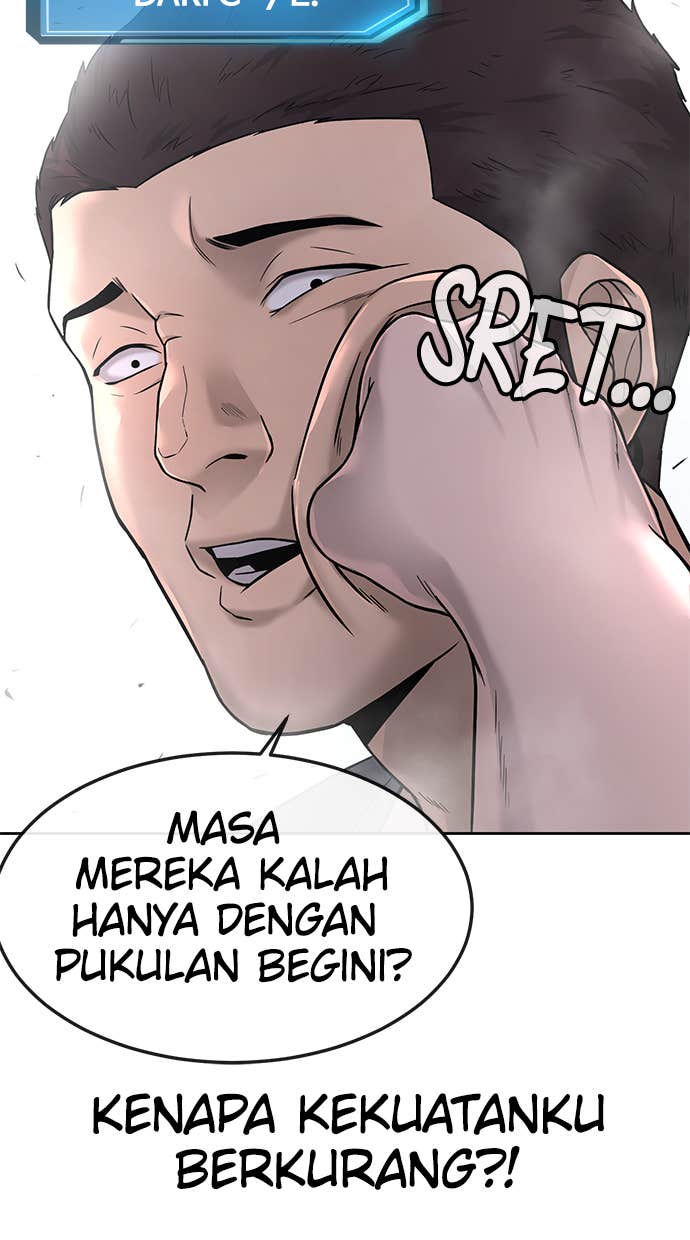 SRET...
MASA
MEREKA KALAH
HANYA DENGAN
PUKULAN BEGINI?
KENAPA KEKUATANKU
BERKURANG?!